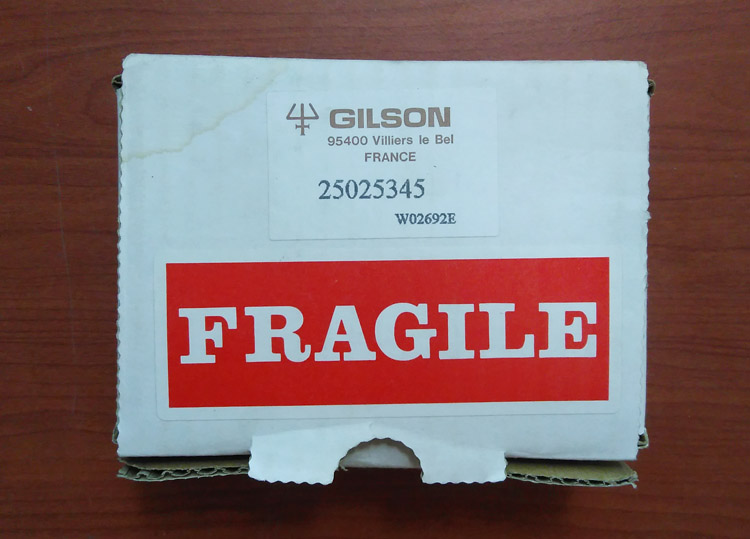 GILSON
95400 Villiers le Bel
FRANCE
25025345
W02692E
FRAGILE